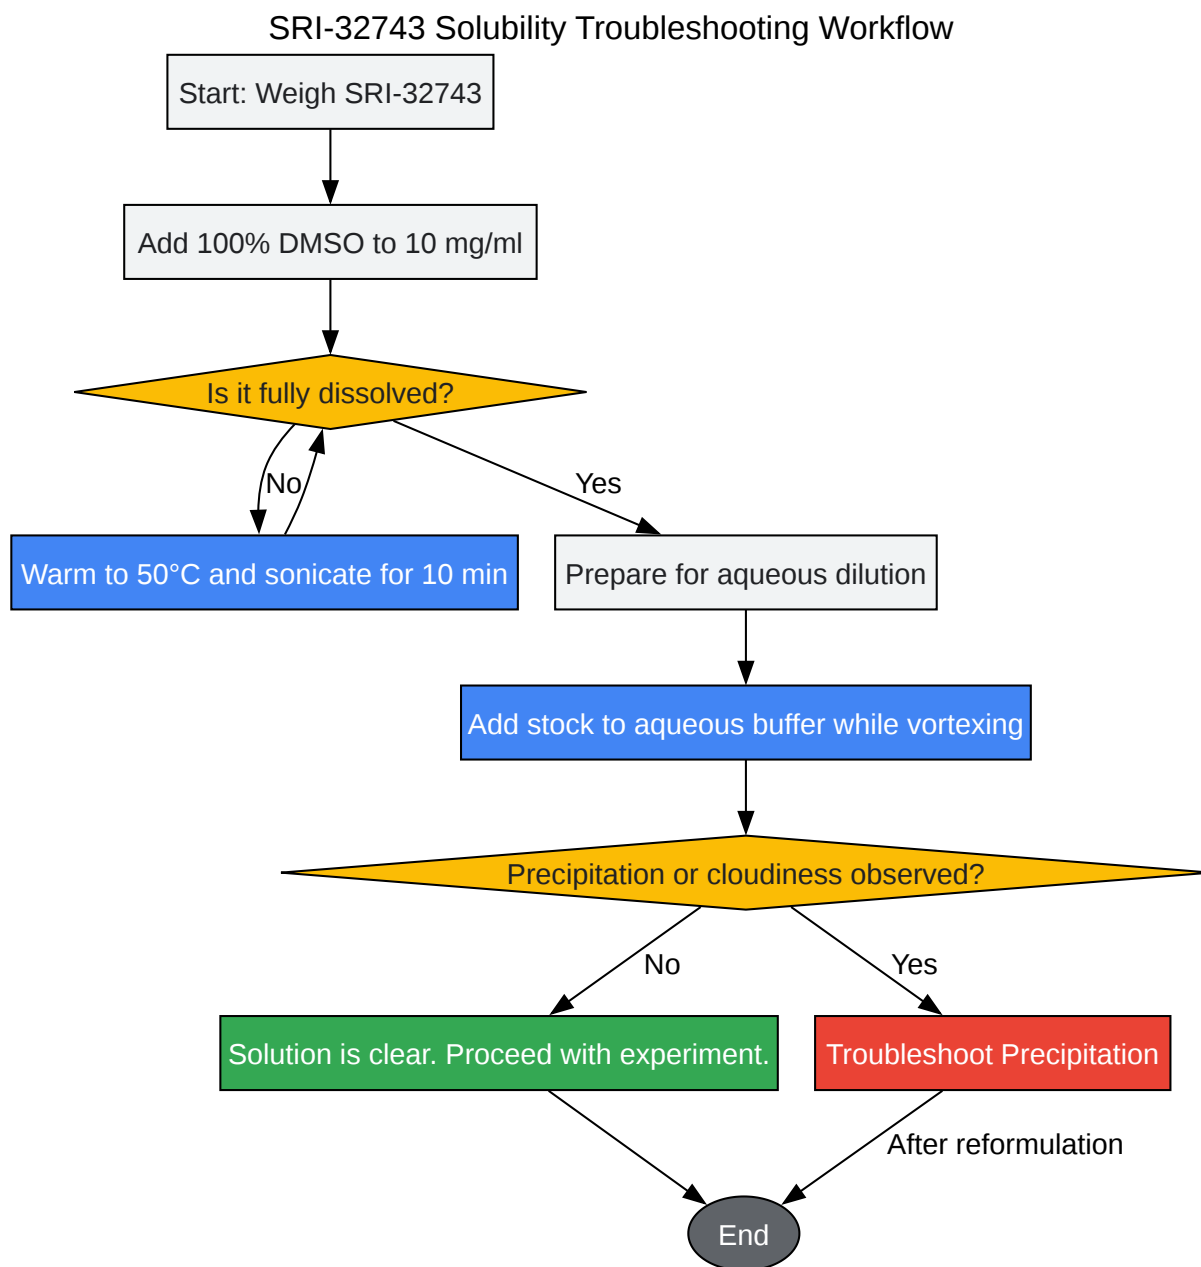 SRI-32743 Solubility Troubleshooting Workflow
Start: Weigh SRI-32743
Add 100% DMSO to 10 mg/ml
Is it fully dissolved?
No
Yes
Warm to 50°C and sonicate for 10 min
Prepare for aqueous dilution
Add stock to aqueous buffer while vortexing
Precipitation or cloudiness observed?
No
Yes
Solution is clear. Proceed with experiment.
Troubleshoot Precipitation
After reformulation
End